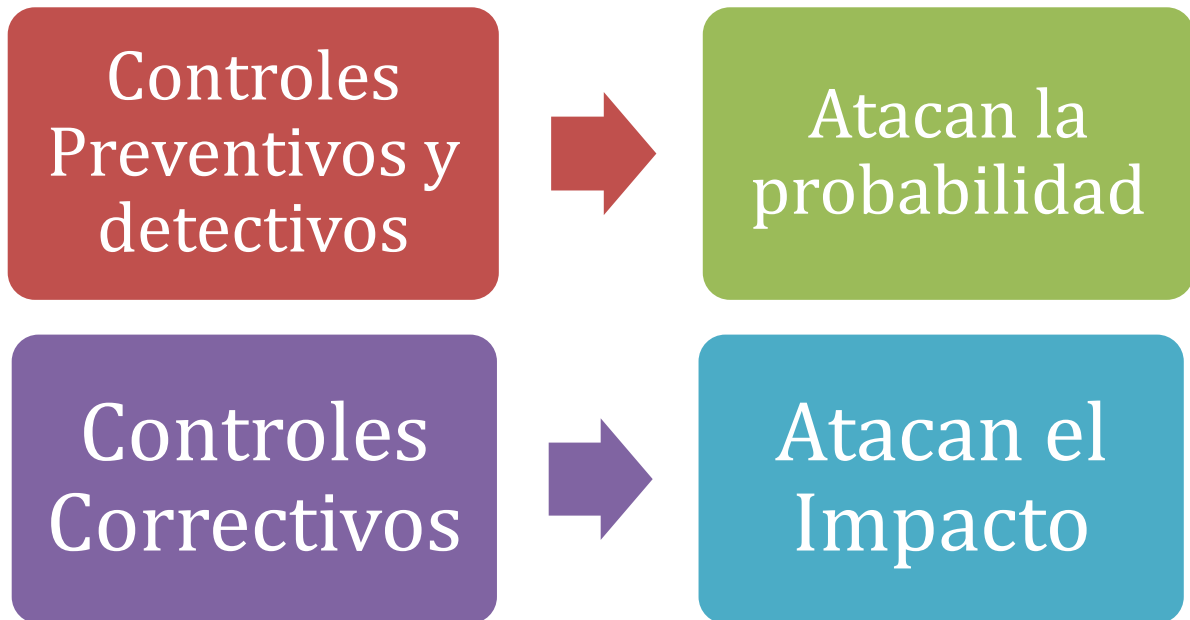 Controles
Preventivos y
detectivos
Atacan la
probabilidad
Controles
Correctivos
Atacan el
Impacto